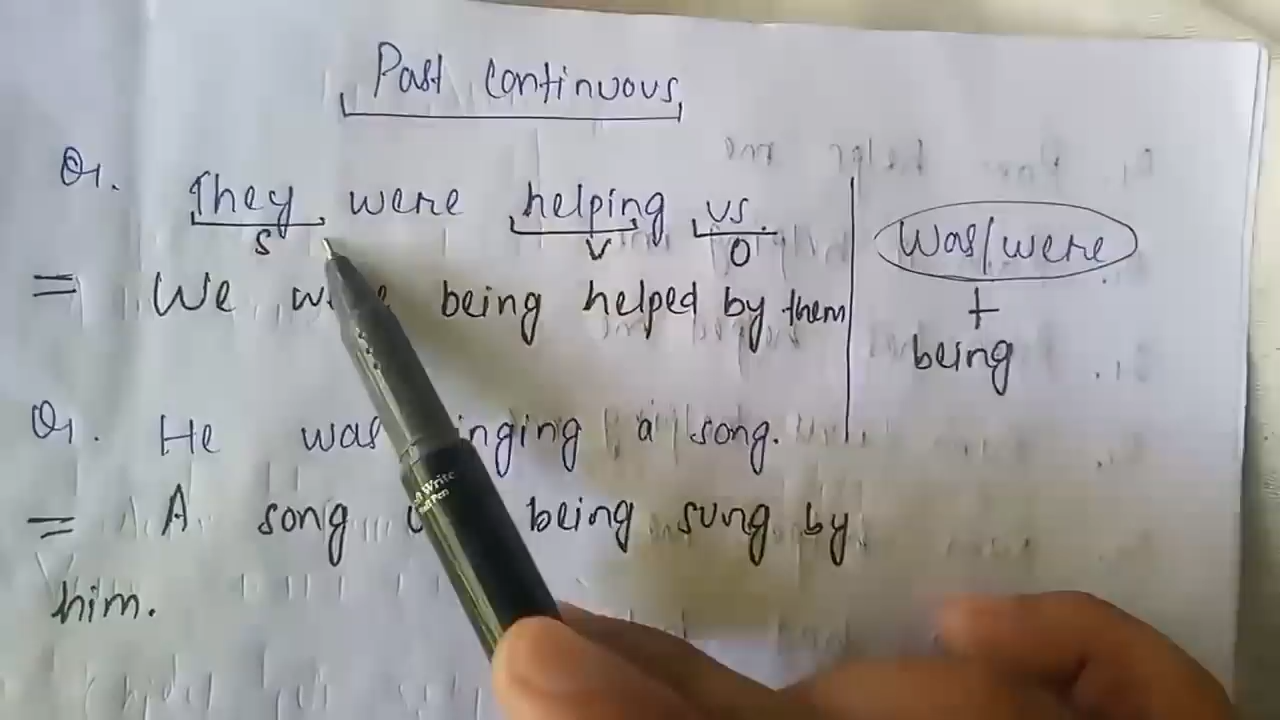 Past Continuous
Q1. They were helping us.
S V O
= We being helped by them
Was/were
+
being
Q1. He was a song.
= A song being sung by
him.